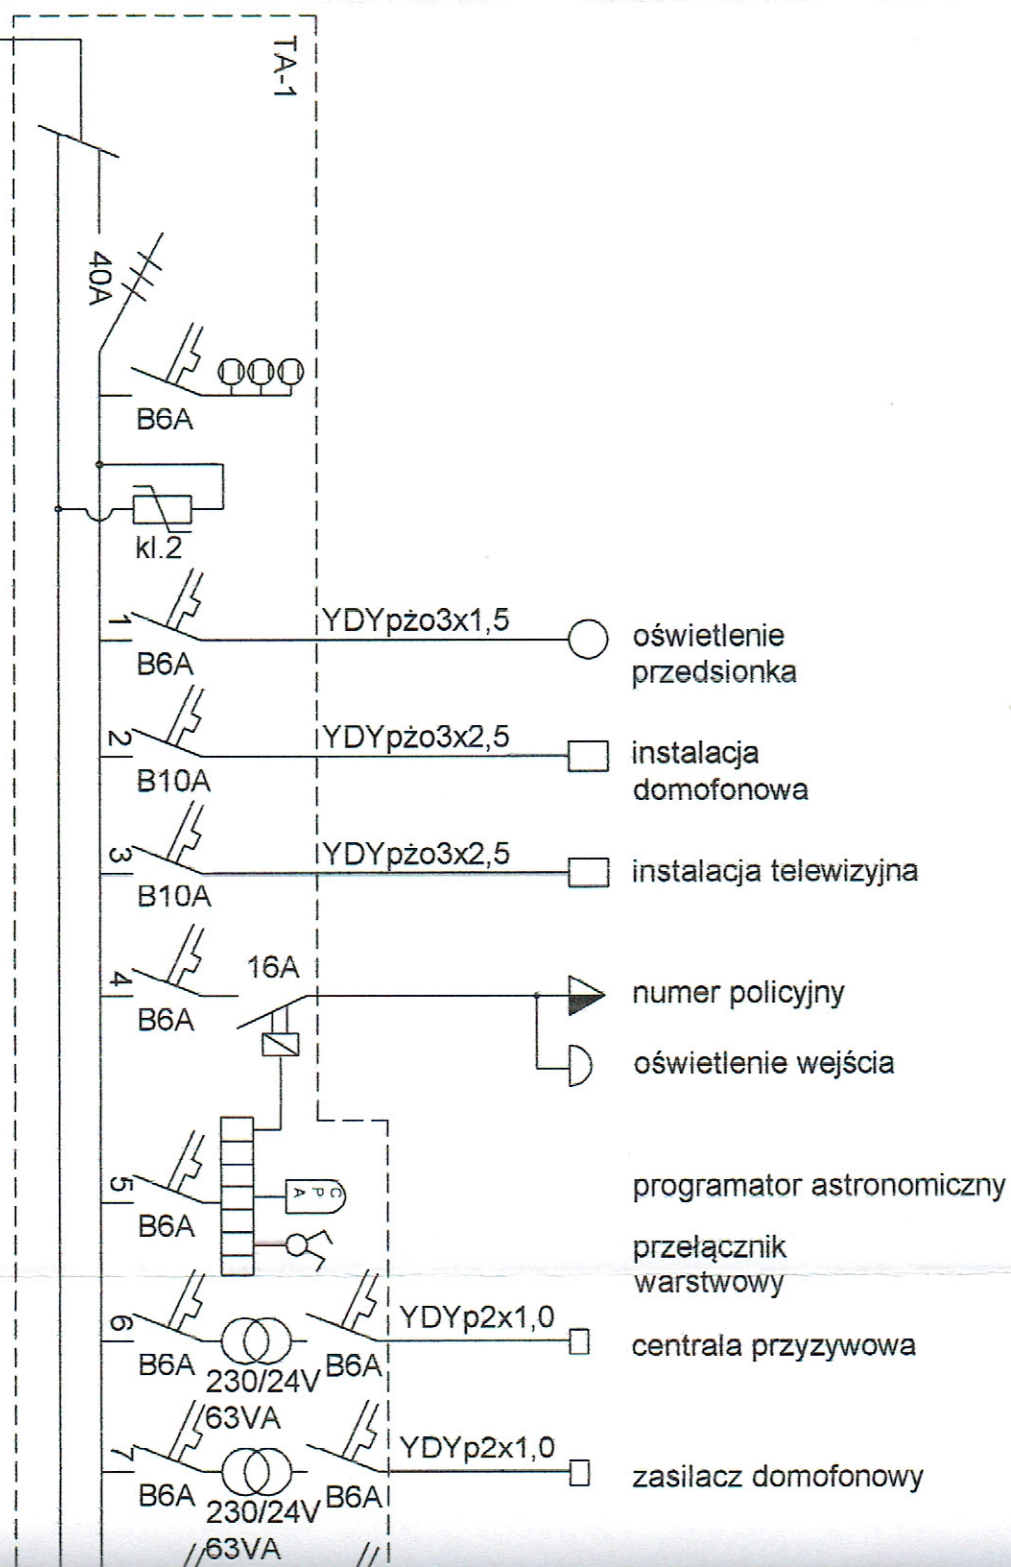 TA-1
40A
B6A
kl.2
1
B6A
YDYpżo3x1,5
oświetlenie
przedsionka
2
B10A
YDYpżo3x2,5
instalacja
domofonowa
3
B10A
YDYpżo3x2,5
instalacja telewizyjna
4
B6A
16A
numer policyjny
oświetlenie wejścia
5
B6A
CPA
programator astronomiczny
przełącznik
warstwowy
6
B6A
230/24V
63VA
B6A
YDYp2x1,0
centrala przyzywowa
7
B6A
230/24V
63VA
B6A
YDYp2x1,0
zasilacz domofonowy